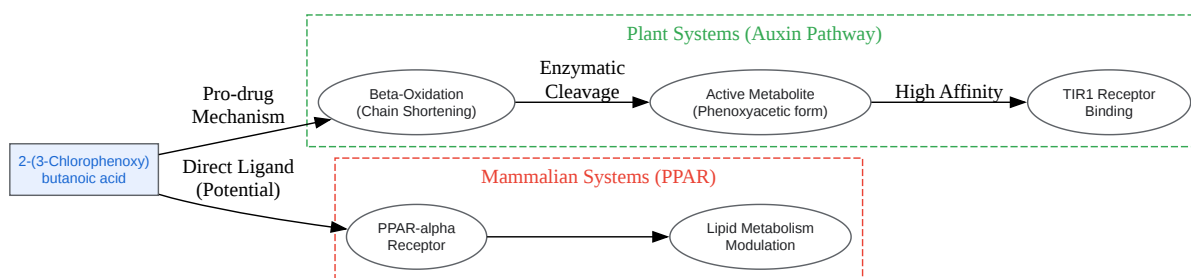 Plant Systems (Auxin Pathway)
Beta-Oxidation
(Chain Shortening)
Enzymatic
Cleavage
Active Metabolite
(Phenoxyacetic form)
High Affinity
TIR1 Receptor
Binding
Pro-drug
Mechanism
2-(3-Chlorophenoxy)
butanoic acid
Direct Ligand
(Potential)
Mammalian Systems (PPAR)
PPAR-alpha
Receptor
Lipid Metabolism
Modulation